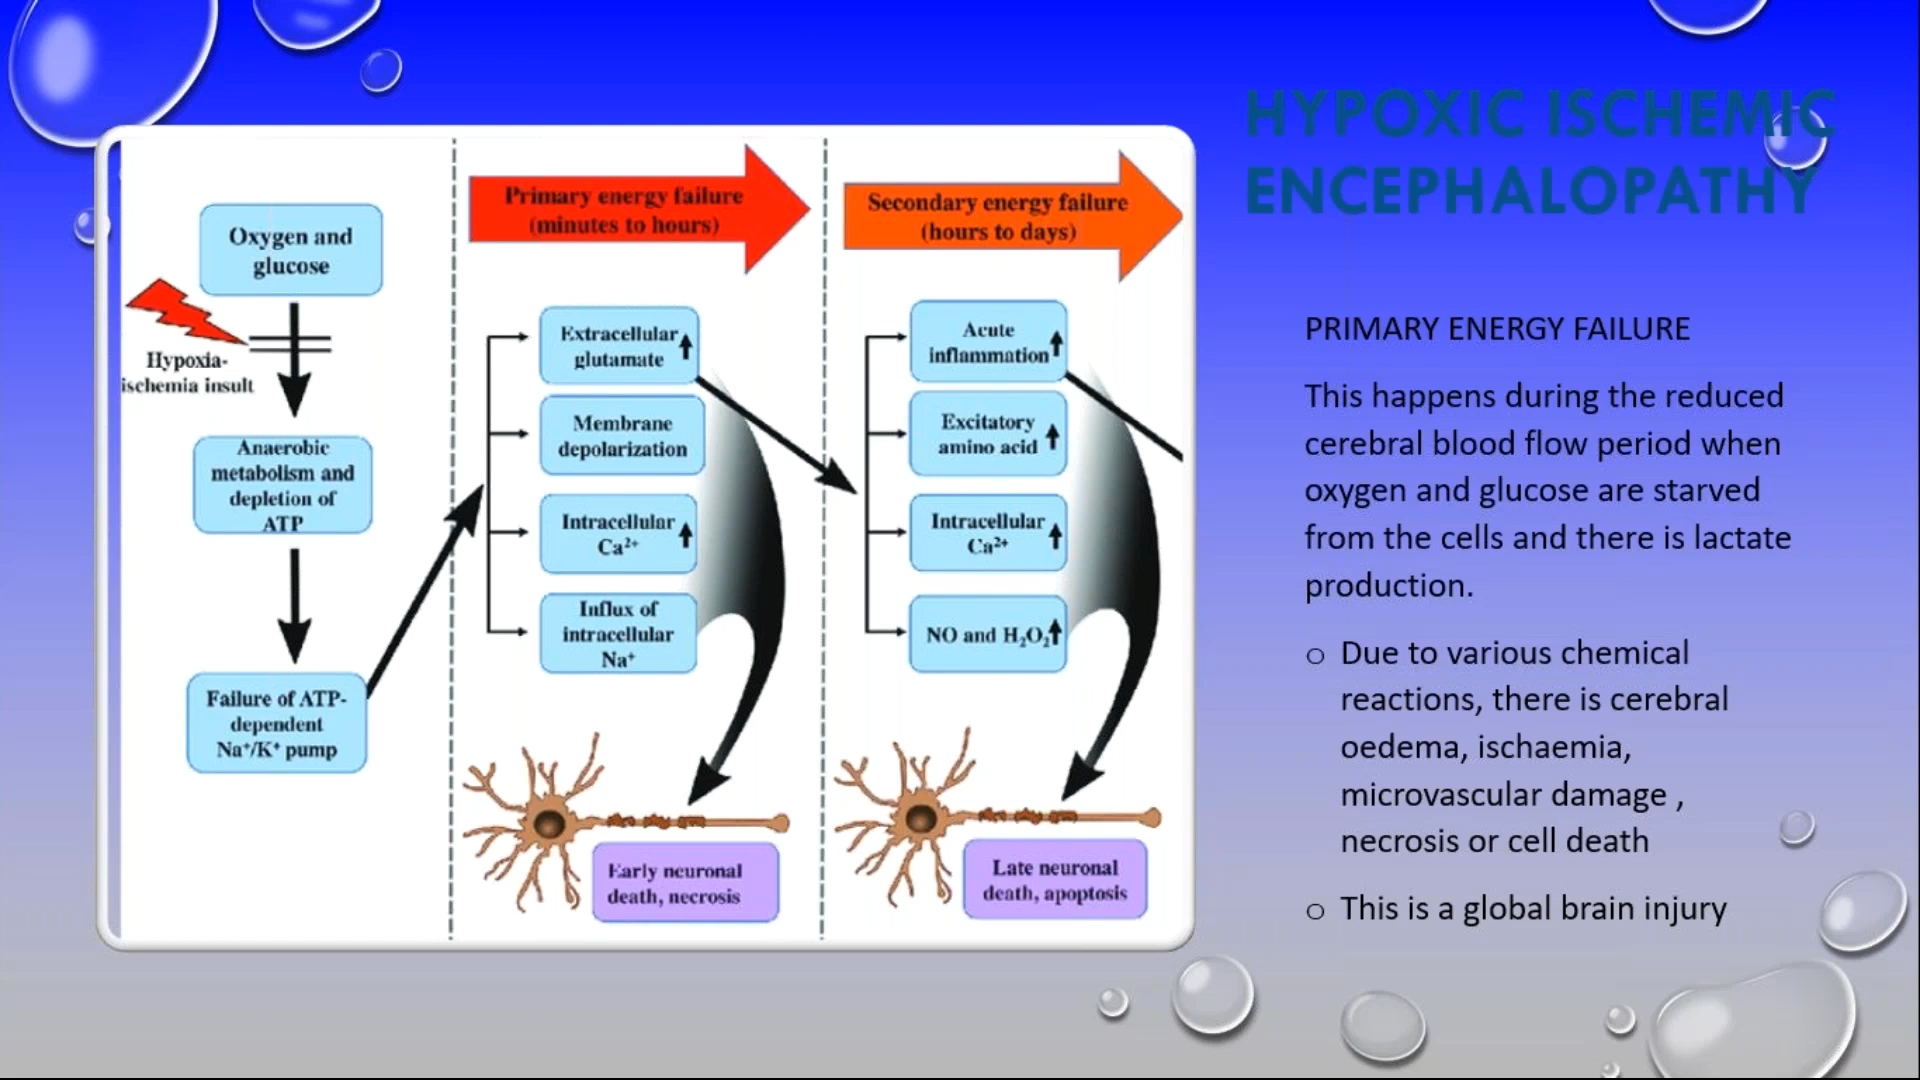 HYPOXIC ISCHEMIC
ENCEPHALOPATHY
Oxygen and
glucose
Hypoxia-
ischemia insult
Anaerobic
metabolism and
depletion of
ATP
Failure of ATP-
dependent
Na⁺/K⁺ pump
Primary energy failure
(minutes to hours)
Extracellular
glutamate
Membrane
depolarization
Intracellular
Ca²⁺
Influx of
intracellular
Na⁺
Early neuronal
death, necrosis
Secondary energy failure
(hours to days)
Acute
inflammation
Excitatory
amino acid
Intracellular
Ca²⁺
NO and H₂O₂
Late neuronal
death, apoptosis
PRIMARY ENERGY FAILURE
This happens during the reduced
cerebral blood flow period when
oxygen and glucose are starved
from the cells and there is lactate
production.
o Due to various chemical
reactions, there is cerebral
oedema, ischaemia,
microvascular damage ,
necrosis or cell death
o This is a global brain injury